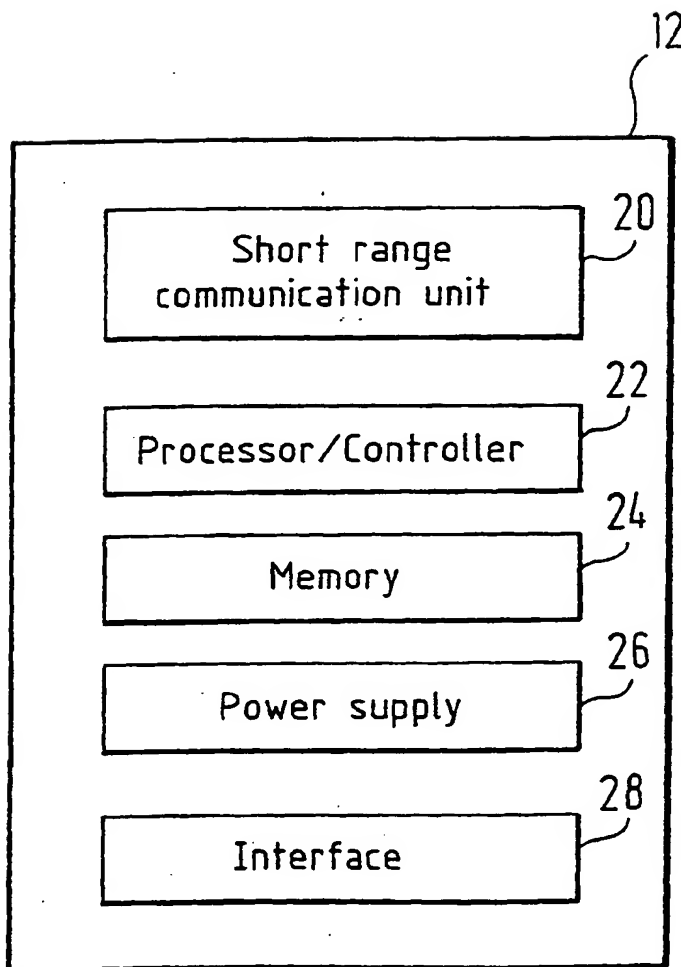 12
20
Short range
communication unit
22
Processor/Controller
24
Memory
26
Power supply
28
Interface